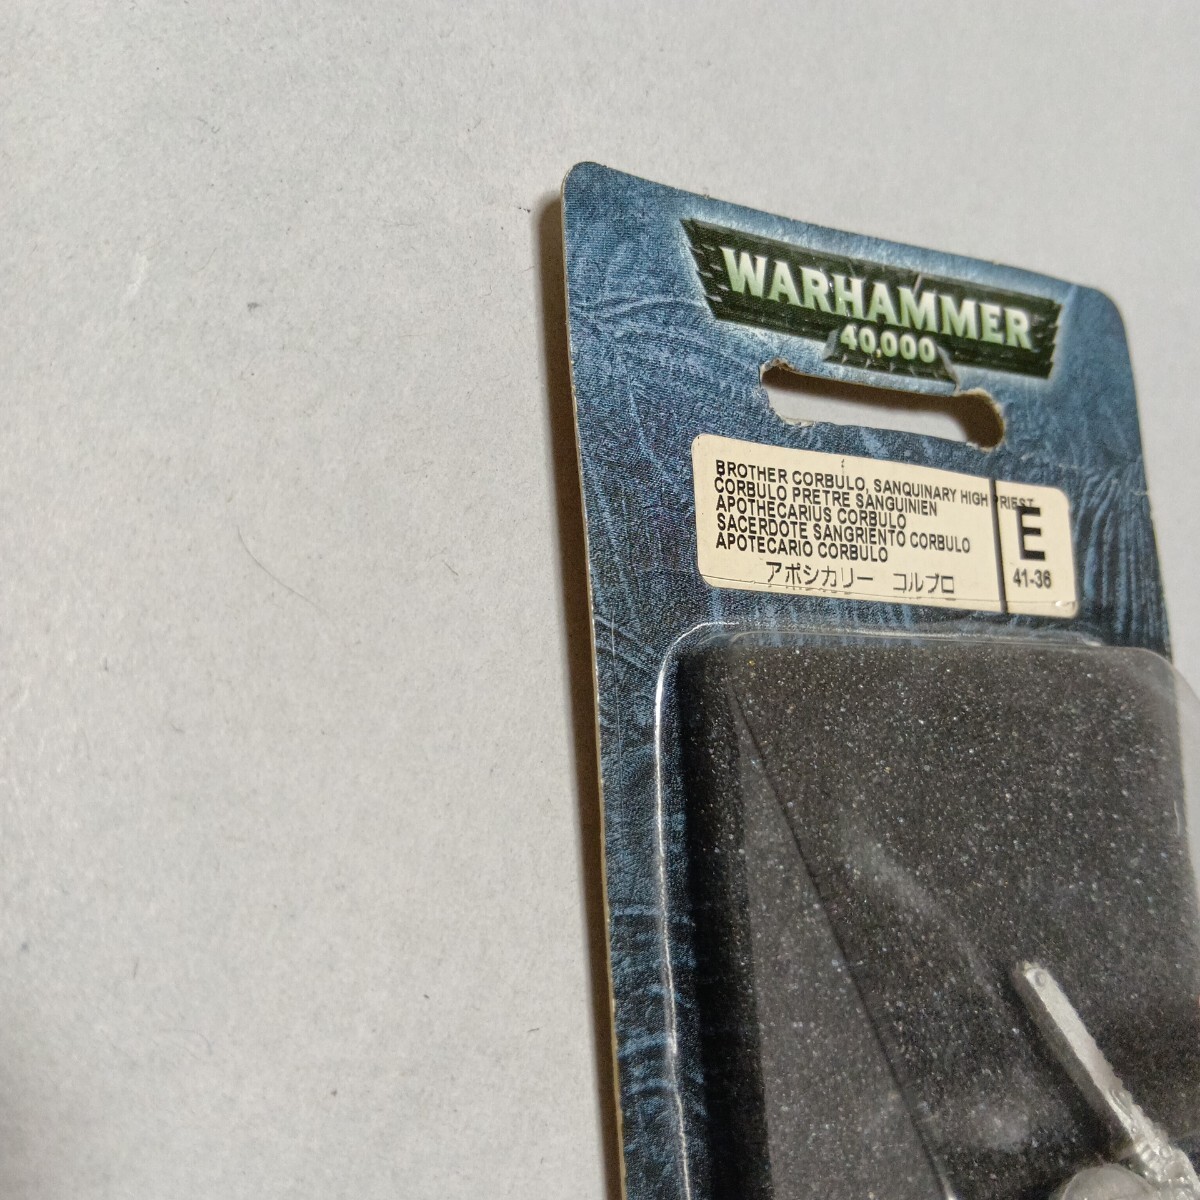 WARHAMMER
40,000
BROTHER CORBULO, SANQUINARY HIGH PRIEST
CORBULO PRETRE SANGUINIEN
APOTHECARIUS CORBULO
SACERDOTE SANGRIENTO CORBULO
APOTECARIO CORBULO
アポシカリー コルブロ
E
41-36